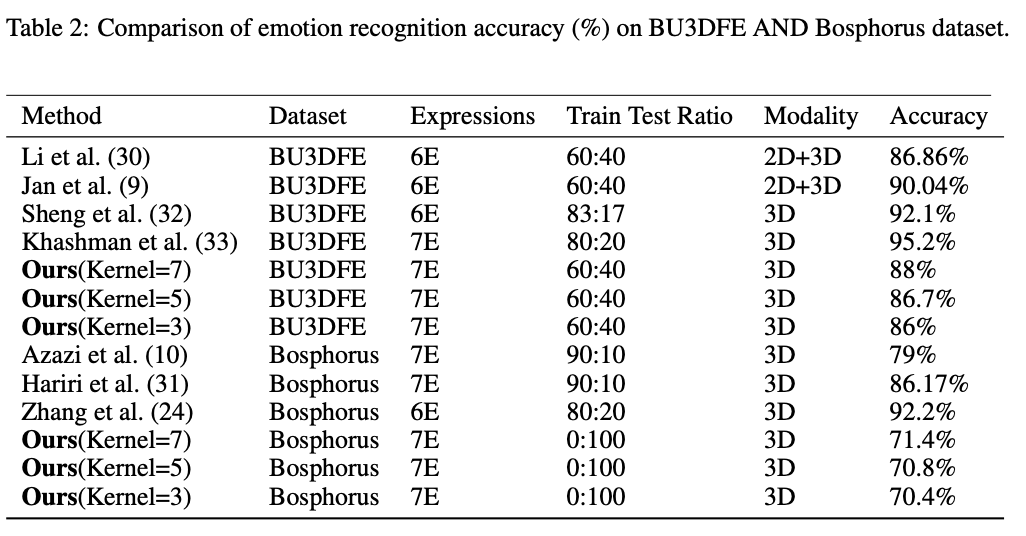 Table 2: Comparison of emotion recognition accuracy (%) on BU3DFE AND Bosphorus dataset.
Method Dataset Expressions Train Test Ratio Modality Accuracy
Li et al. (30) BU3DFE 6E 60:40 2D+3D 86.86%
Jan et al. (9) BU3DFE 6E 60:40 2D+3D 90.04%
Sheng et al. (32) BU3DFE 6E 83:17 3D 92.1%
Khashman et al. (33) BU3DFE 7E 80:20 3D 95.2%
Ours(Kernel=7) BU3DFE 7E 60:40 3D 88%
Ours(Kernel=5) BU3DFE 7E 60:40 3D 86.7%
Ours(Kernel=3) BU3DFE 7E 60:40 3D 86%
Azazi et al. (10) Bosphorus 7E 90:10 3D 79%
Hariri et al. (31) Bosphorus 7E 90:10 3D 86.17%
Zhang et al. (24) Bosphorus 6E 80:20 3D 92.2%
Ours(Kernel=7) Bosphorus 7E 0:100 3D 71.4%
Ours(Kernel=5) Bosphorus 7E 0:100 3D 70.8%
Ours(Kernel=3) Bosphorus 7E 0:100 3D 70.4%